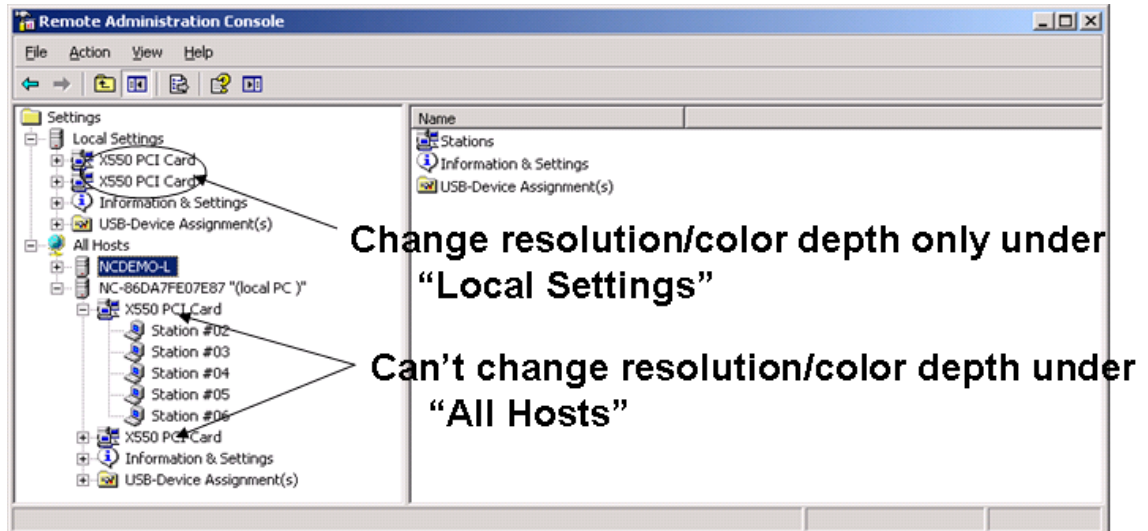 Remote Administration Console
File Action View Help
Settings
Local Settings
X550 PCI Card
X550 PCI Card
Information & Settings
USB-Device Assignment(s)
All Hosts
NCDEMO-L
NC-86DA7FE07E87 "(local PC )"
X550 PCI Card
Station #02
Station #03
Station #04
Station #05
Station #06
X550 PCI Card
Information & Settings
USB-Device Assignment(s)
Name
Stations
Information & Settings
USB-Device Assignment(s)
Change resolution/color depth only under
“Local Settings”
Can’t change resolution/color depth under
“All Hosts”